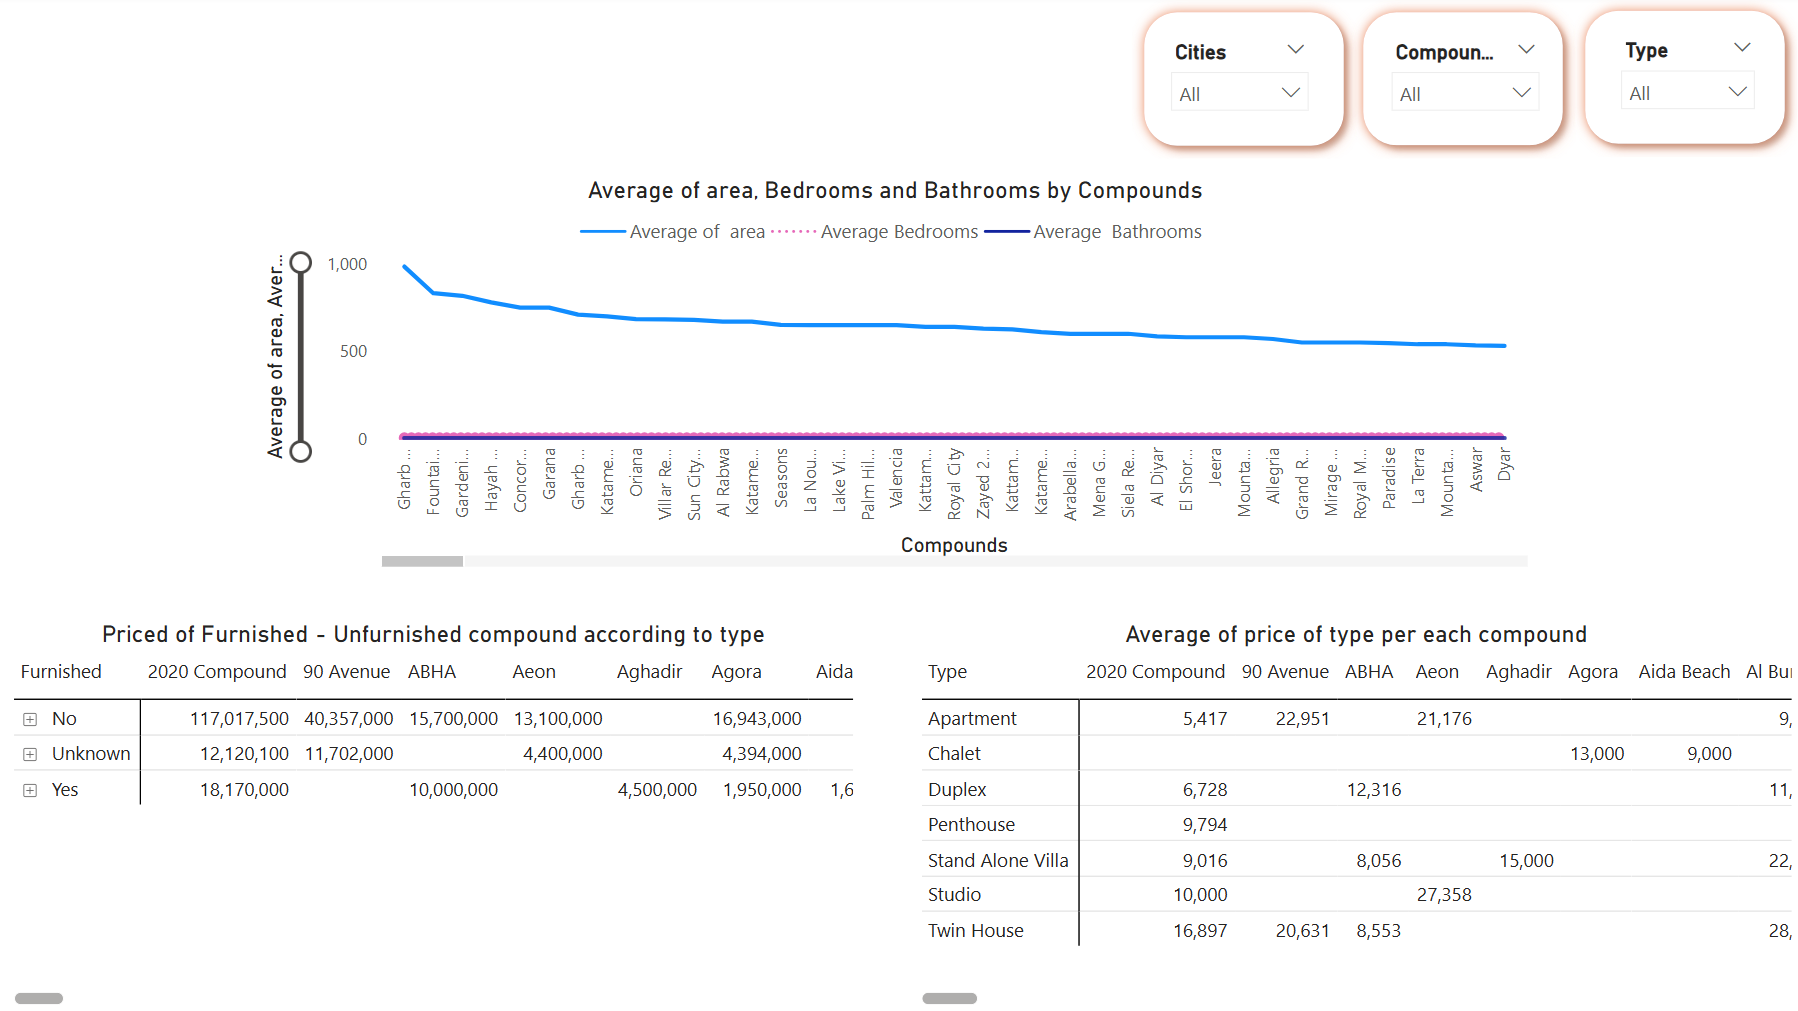 Cities
All
Compoun...
All
Type
All
Average of area, Bedrooms and Bathrooms by Compounds
Average of area Average Bedrooms Average Bathrooms
Average of area, Aver...
1,000
500
0
Gharb ...
Fountai...
Gardeni...
Hayah ...
Concor...
Garana
Gharb ...
Katame...
Oriana
Villar Re...
Sun City...
Al Rabwa
Katame...
Seasons
La Nou...
Lake Vi...
Palm Hil...
Valencia
Kattam...
Royal City
Zayed 2...
Kattam...
Katame...
Arabella...
Mena G...
Siela Re...
Al Diyar
El Shor...
Jeera
Mounta...
Allegria
Grand R...
Mirage ...
Royal M...
Paradise
La Terra
Mounta...
Aswar
Dyar
Compounds
Priced of Furnished - Unfurnished compound according to type
Furnished 2020 Compound 90 Avenue ABHA Aeon Aghadir Agora Aida
No 117,017,500 40,357,000 15,700,000 13,100,000 16,943,000
Unknown 12,120,100 11,702,000 4,400,000 4,394,000
Yes 18,170,000 10,000,000 4,500,000 1,950,000 1,6
Average of price of type per each compound
Type 2020 Compound 90 Avenue ABHA Aeon Aghadir Agora Aida Beach Al Bu
Apartment 5,417 22,951 21,176 9,
Chalet 13,000 9,000
Duplex 6,728 12,316 11,
Penthouse 9,794
Stand Alone Villa 9,016 8,056 15,000 22,
Studio 10,000 27,358
Twin House 16,897 20,631 8,553 28,